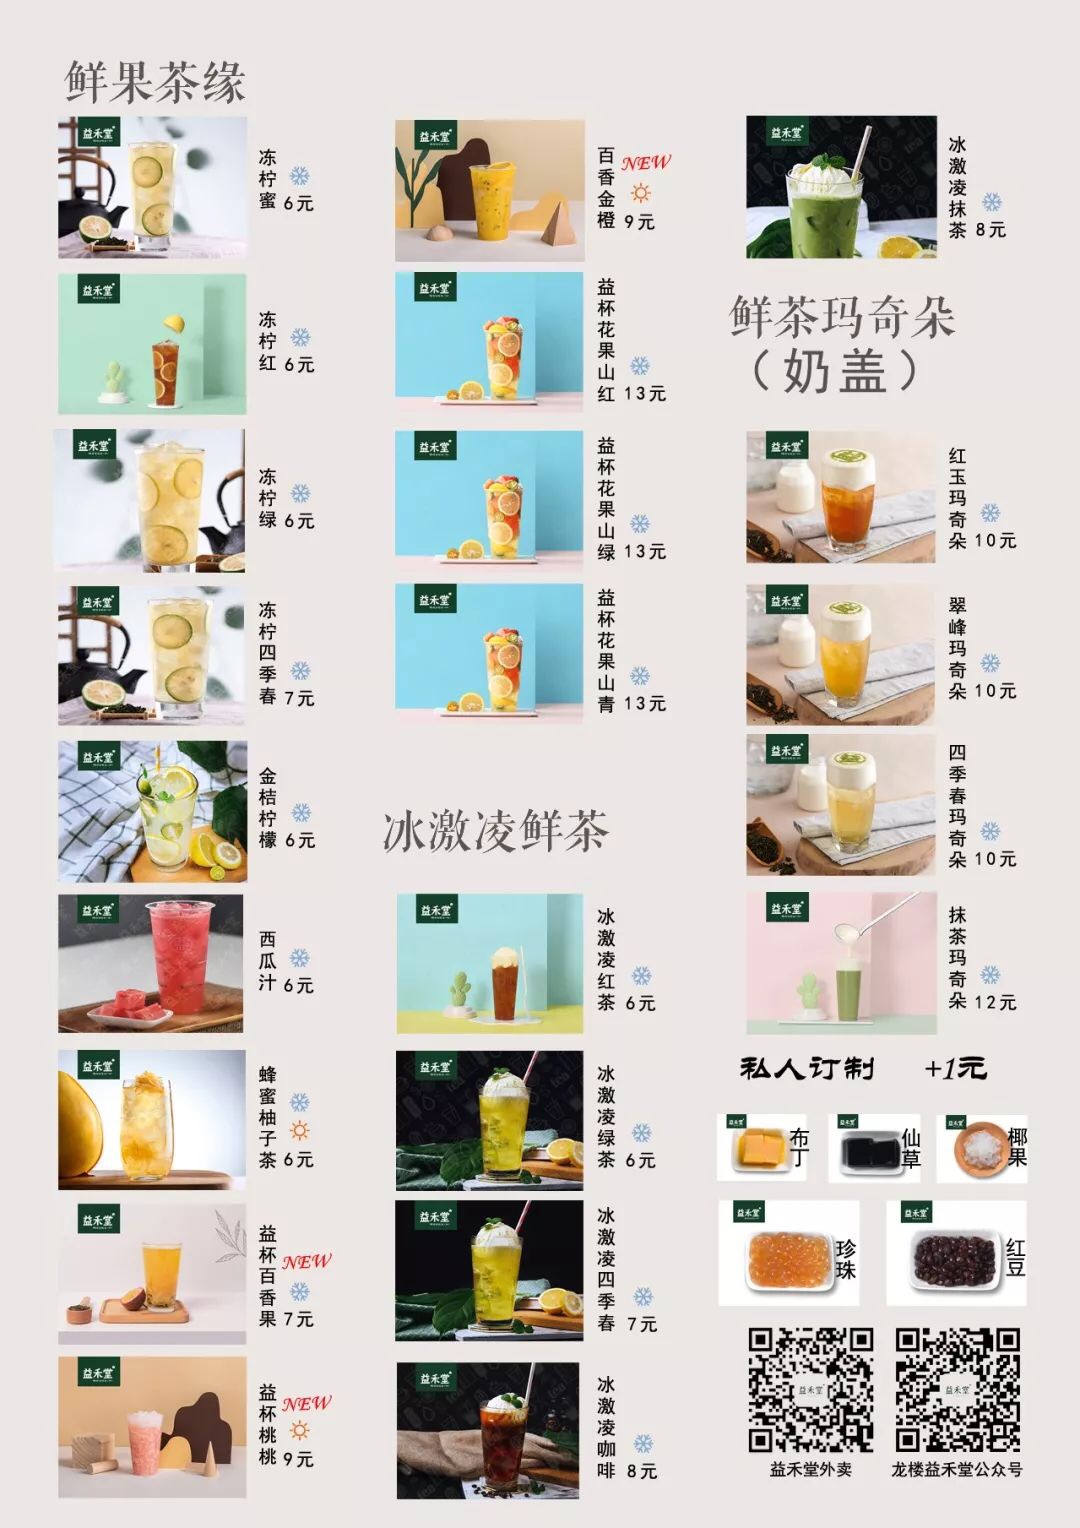 鲜果茶缘
益禾堂
冻柠蜜
6元
益禾堂
冻柠红
6元
益禾堂
冻柠绿
6元
益禾堂
冻柠四季春
7元
益禾堂
金桔柠檬
6元
益禾堂
西瓜汁
6元
益禾堂
蜂蜜柚子茶
6元
益禾堂
益杯百香果
NEW
7元
益禾堂
益杯桃桃
NEW
9元
益禾堂
百香金橙
NEW
9元
益禾堂
益杯花果山红
13元
益禾堂
益杯花果山绿
13元
益禾堂
益杯花果山青
13元
冰激凌鲜茶
益禾堂
冰激凌红茶
6元
益禾堂
冰激凌绿茶
6元
益禾堂
冰激凌四季春
7元
益禾堂
冰激凌咖啡
8元
益禾堂
冰激凌抹茶
8元
鲜茶玛奇朵
（奶盖）
益禾堂
红玉玛奇朵
10元
益禾堂
翠峰玛奇朵
10元
益禾堂
四季春玛奇朵
10元
益禾堂
抹茶玛奇朵
12元
私人订制 +1元
益禾堂
布丁
益禾堂
仙草
益禾堂
椰果
益禾堂
珍珠
益禾堂
红豆
益禾堂
益禾堂外卖
益禾堂
龙楼益禾堂公众号